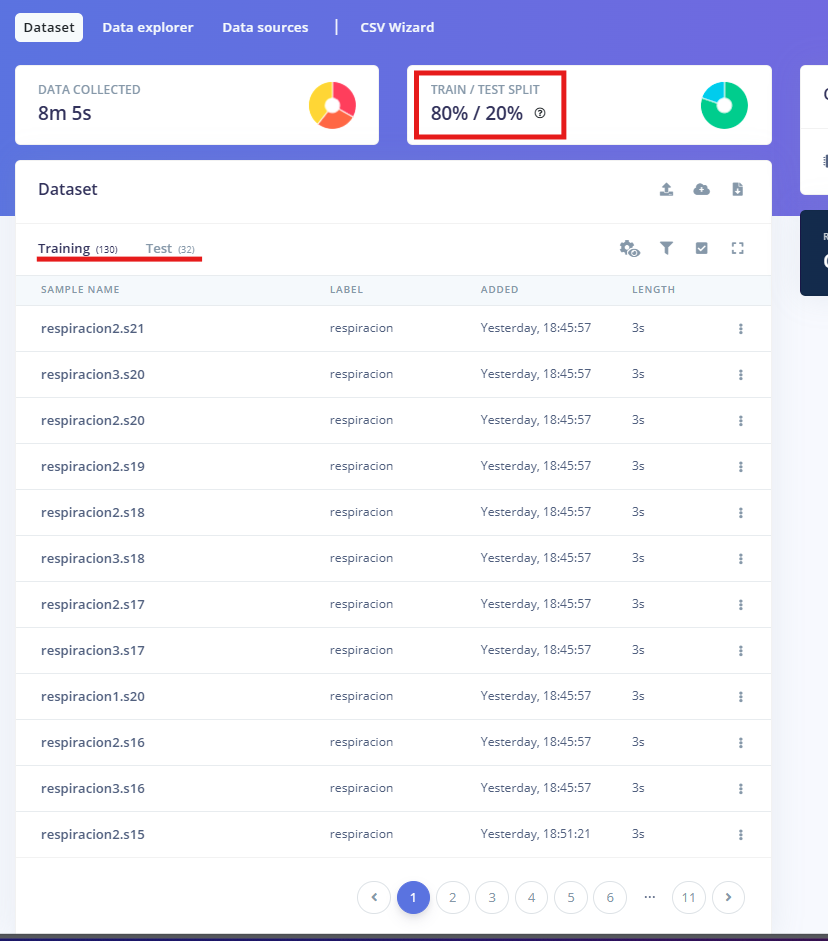 Dataset Data explorer Data sources | CSV Wizard
DATA COLLECTED
8m 5s
TRAIN / TEST SPLIT
80% / 20%
Dataset
Training (130) Test (32)
SAMPLE NAME LABEL ADDED LENGTH
respiracion2.s21 respiracion Yesterday, 18:45:57 3s
respiracion3.s20 respiracion Yesterday, 18:45:57 3s
respiracion2.s20 respiracion Yesterday, 18:45:57 3s
respiracion2.s19 respiracion Yesterday, 18:45:57 3s
respiracion2.s18 respiracion Yesterday, 18:45:57 3s
respiracion3.s18 respiracion Yesterday, 18:45:57 3s
respiracion2.s17 respiracion Yesterday, 18:45:57 3s
respiracion3.s17 respiracion Yesterday, 18:45:57 3s
respiracion1.s20 respiracion Yesterday, 18:45:57 3s
respiracion2.s16 respiracion Yesterday, 18:45:57 3s
respiracion3.s16 respiracion Yesterday, 18:45:57 3s
respiracion2.s15 respiracion Yesterday, 18:51:21 3s
1 2 3 4 5 6 ... 11